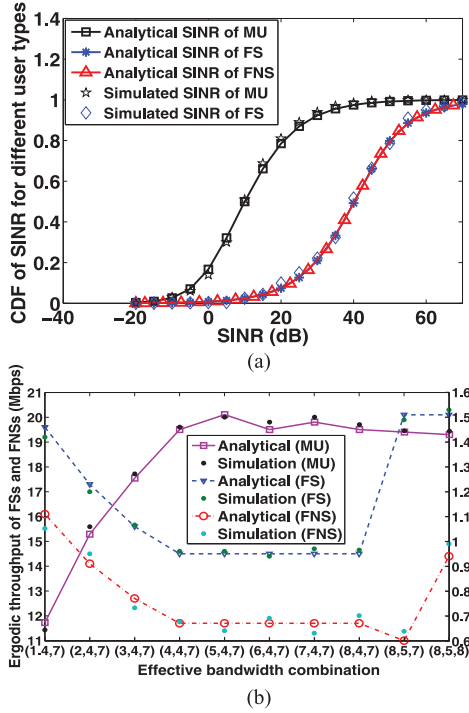 1.4
1.2
1
0.8
0.6
0.4
0.2
0
CDF of SINR for different user types
Analytical SINR of MU
Analytical SINR of FS
Analytical SINR of FNS
Simulated SINR of MU
Simulated SINR of FS
−40 −20 0 20 40 60
SINR (dB)
(a)
Ergodic throughput of FSs and FNSs (Mbps)
21
20
19
18
17
16
15
14
13
12
11
1.6
1.5
1.4
1.3
1.2
1.1
1
0.9
0.8
0.7
0.6
Analytical (MU)
Simulation (MU)
Analytical (FS)
Simulation (FS)
Analytical (FNS)
Simulation (FNS)
(1,4,7) (2,4,7) (3,4,7) (4,4,7) (5,4,7) (6,4,7) (7,4,7) (8,4,7) (8,5,7) (8,5,8)
Effective bandwidth combination
(b)